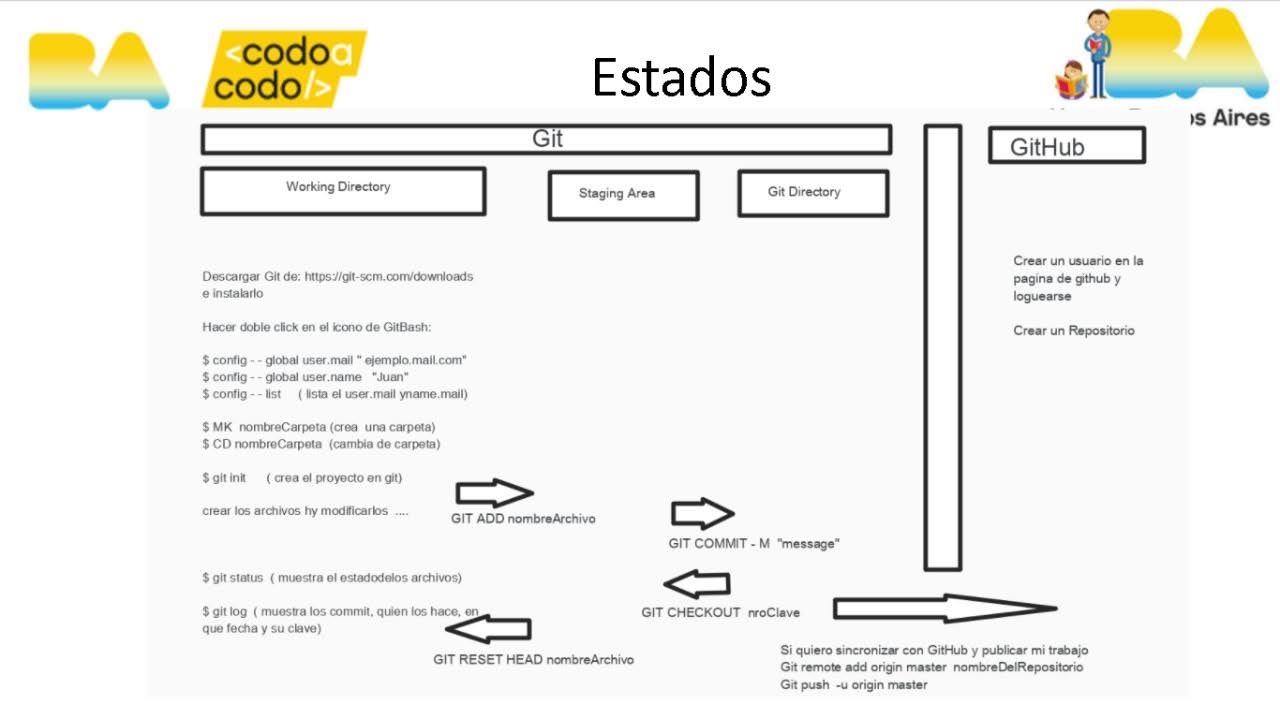 BA
<codo a
codo/>
Estados
BA
s Aires
Git
GitHub
Working Directory
Staging Area
Git Directory
Descargar Git de: https://git-scm.com/downloads
e instalarlo
Hacer doble click en el icono de GitBash:
$ config - - global user.mail " ejemplo.mail.com"
$ config - - global user.name "Juan"
$ config - - list ( lista el user.mail yname.mail)
$ MK nombreCarpeta (crea una carpeta)
$ CD nombreCarpeta (cambia de carpeta)
$ git init ( crea el proyecto en git)
crear los archivos hy modificarlos ....
$ git status ( muestra el estadodelos archivos)
$ git log ( muestra los commit, quien los hace, en
que fecha y su clave)
GIT ADD nombreArchivo
GIT RESET HEAD nombreArchivo
GIT COMMIT - M "message"
GIT CHECKOUT nroClave
Si quiero sincronizar con GitHub y publicar mi trabajo
Git remote add origin master nombreDelRepositorio
Git push -u origin master
Crear un usuario en la
pagina de github y
loguearse
Crear un Repositorio